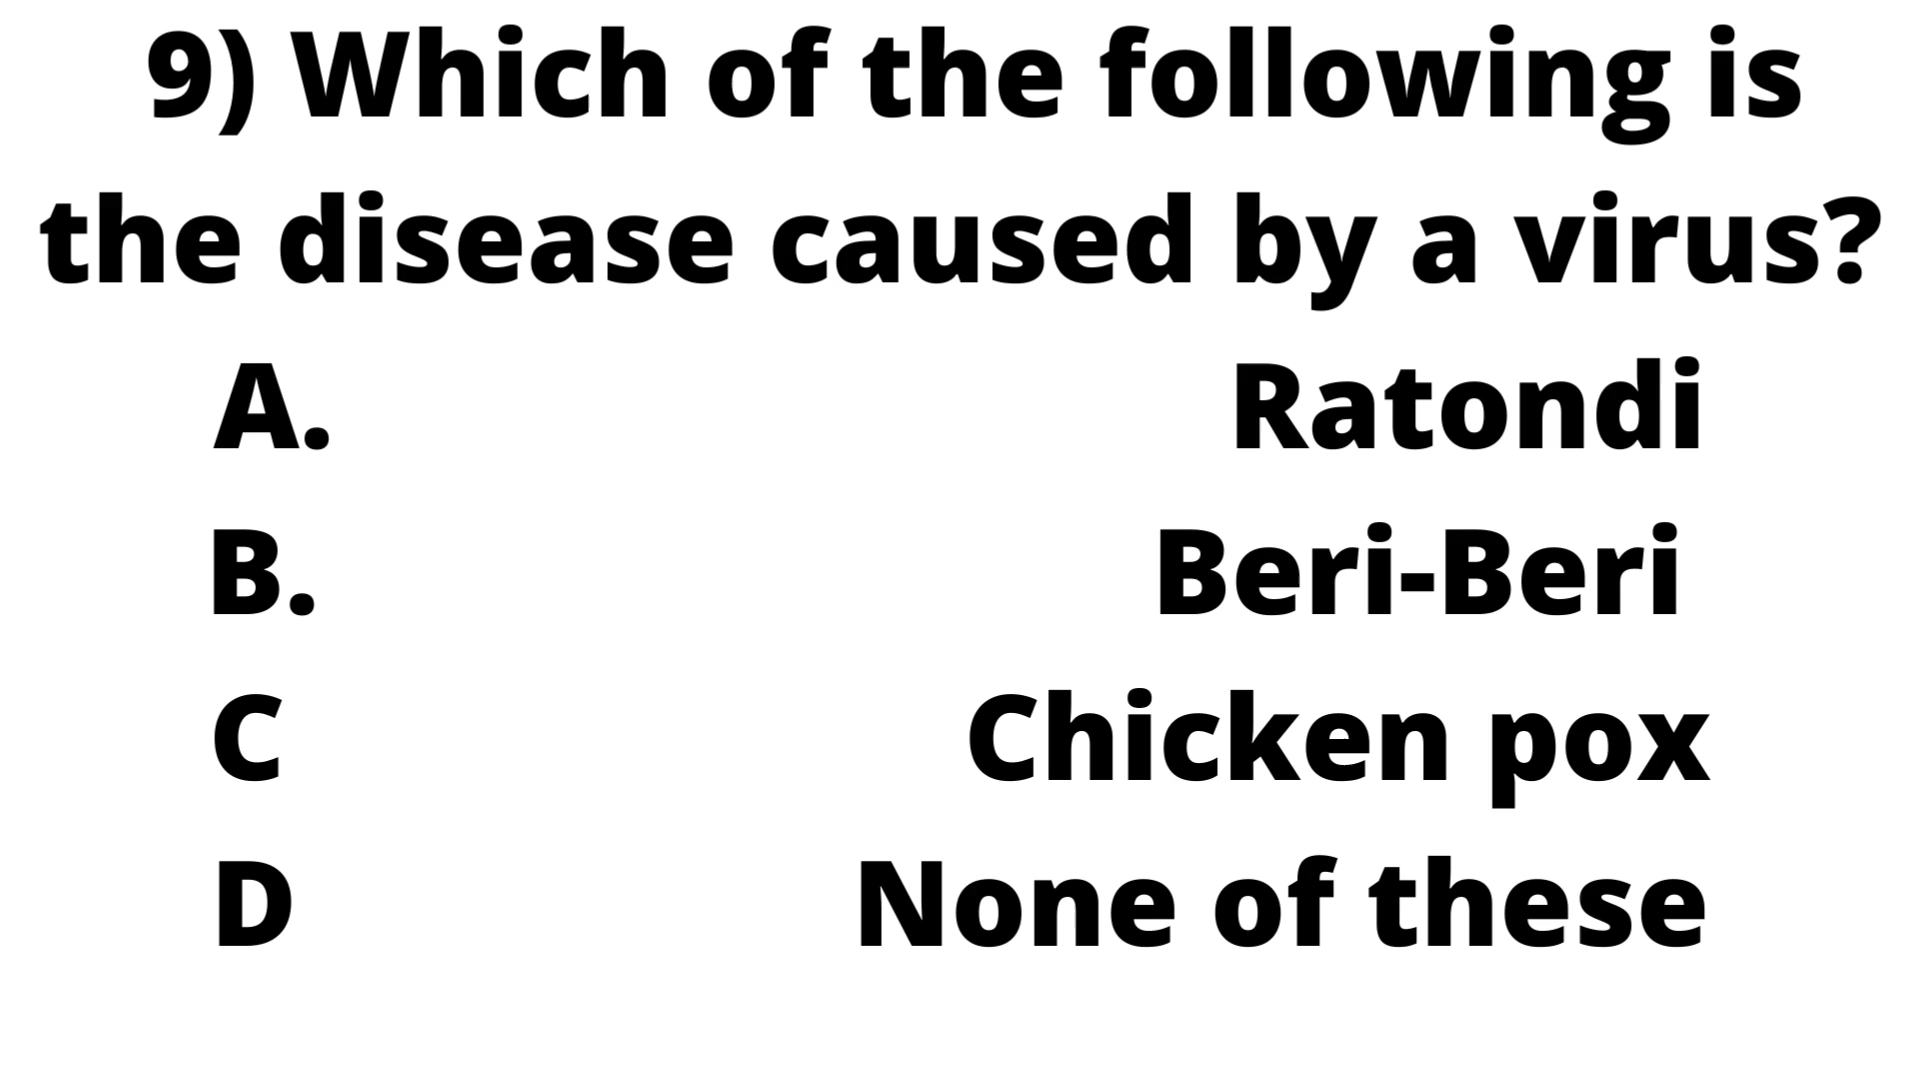 9) Which of the following is
the disease caused by a virus?
A. Ratondi
B. Beri-Beri
C Chicken pox
D None of these